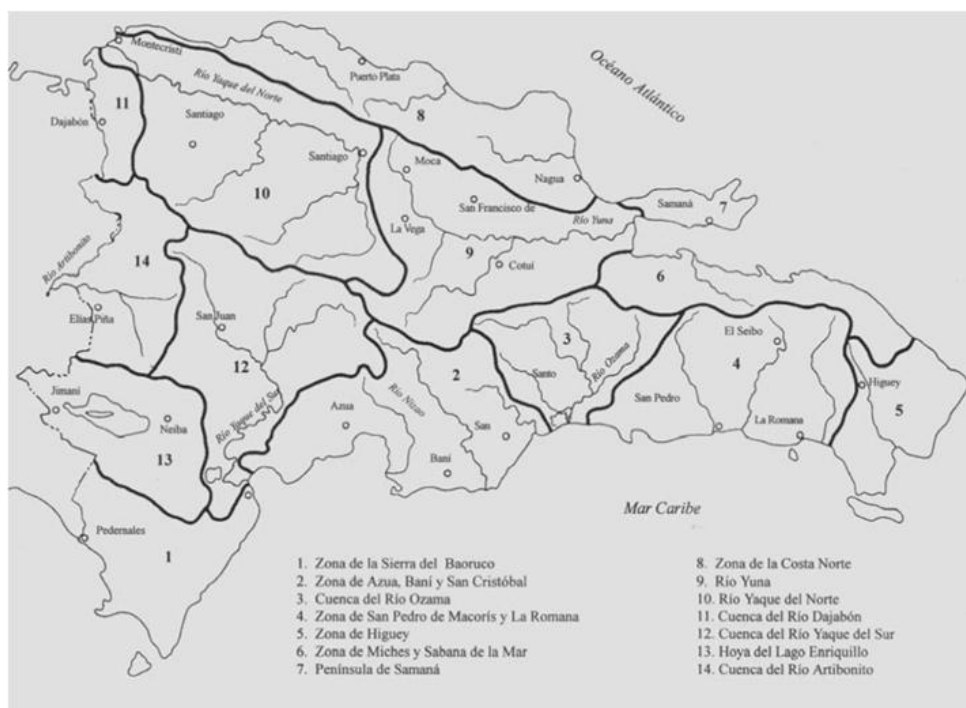 Océano Atlántico
Montecristi
Río Yaque del Norte
Puerto Plata
11
8
Dajabón
Santiago
Santiago
Moca
Nagua
10
San Francisco de
Samaná
7
La Vega
Río Yuna
Río Artibonito
14
9
Cotuí
6
Elías Piña
San Juan
3
El Seibo
12
2
Santo
Río Ozama
4
Jimaní
Río Yaque del Sur
Azua
Río Nizao
San Pedro
Higuey
Neiba
San
La Romana
5
13
Baní
Mar Caribe
Pedernales
1
1. Zona de la Sierra del Baoruco
2. Zona de Azua, Baní y San Cristóbal
3. Cuenca del Río Ozama
4. Zona de San Pedro de Macorís y La Romana
5. Zona de Higuey
6. Zona de Miches y Sabana de la Mar
7. Península de Samaná
8. Zona de la Costa Norte
9. Río Yuna
10. Río Yaque del Norte
11. Cuenca del Río Dajabón
12. Cuenca del Río Yaque del Sur
13. Hoya del Lago Enriquillo
14. Cuenca del Río Artibonito